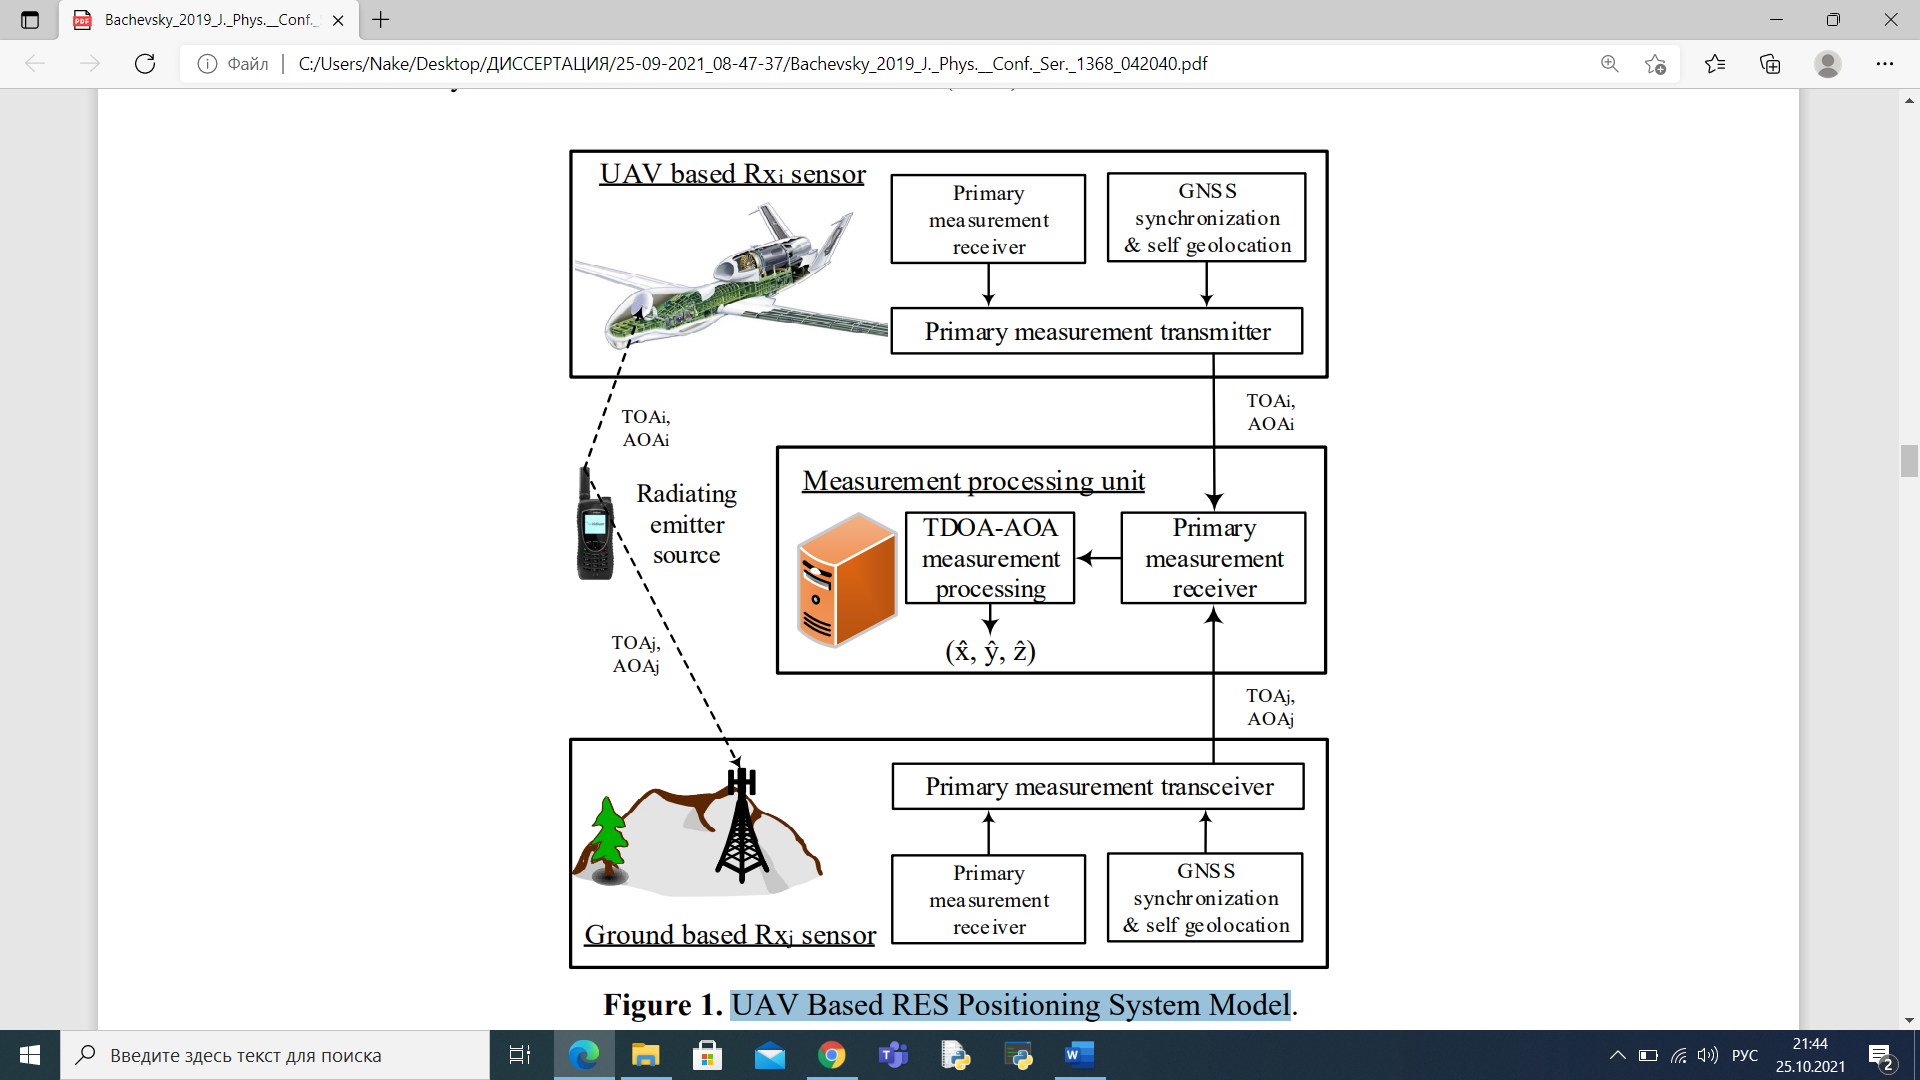 Bachevsky_2019_J._Phys.__Conf._
Файл
C:/Users/Nake/Desktop/ДИССЕРТАЦИЯ/25-09-2021_08-47-37/Bachevsky_2019_J._Phys.__Conf._Ser._1368_042040.pdf
UAV based Rxi sensor
Primary
measurement
receiver
GNSS
synchronization
& self geolocation
Primary measurement transmitter
TOAi,
AOAi
TOAi,
AOAi
Radiating
emitter
source
Measurement processing unit
TDOA-AOA
measurement
processing
Primary
measurement
receiver
(x̂, ŷ, ẑ)
TOAj,
AOAj
TOAj,
AOAj
Primary measurement transceiver
Primary
measurement
receiver
GNSS
synchronization
& self geolocation
Ground based Rxj sensor
Figure 1. UAV Based RES Positioning System Model.
Введите здесь текст для поиска
РУС
21:44
25.10.2021
2